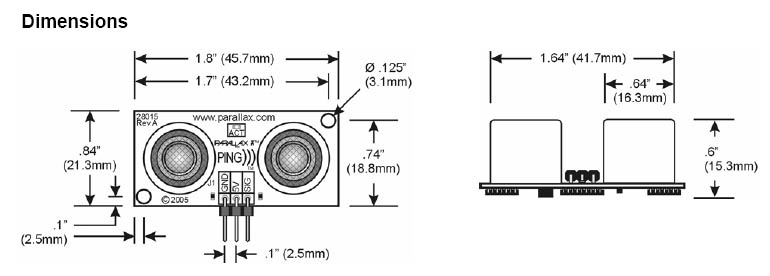 Dimensions
1.8” (45.7mm)
1.7” (43.2mm)
Ø .125”
(3.1mm)
1.64” (41.7mm)
.64”
(16.3mm)
28015
Rev A
www.parallax.com
ACT
PING)))
.84”
(21.3mm)
.74”
(18.8mm)
.6”
(15.3mm)
J1
GND
5V
SIG
© 2005
.1”
(2.5mm)
.1” (2.5mm)